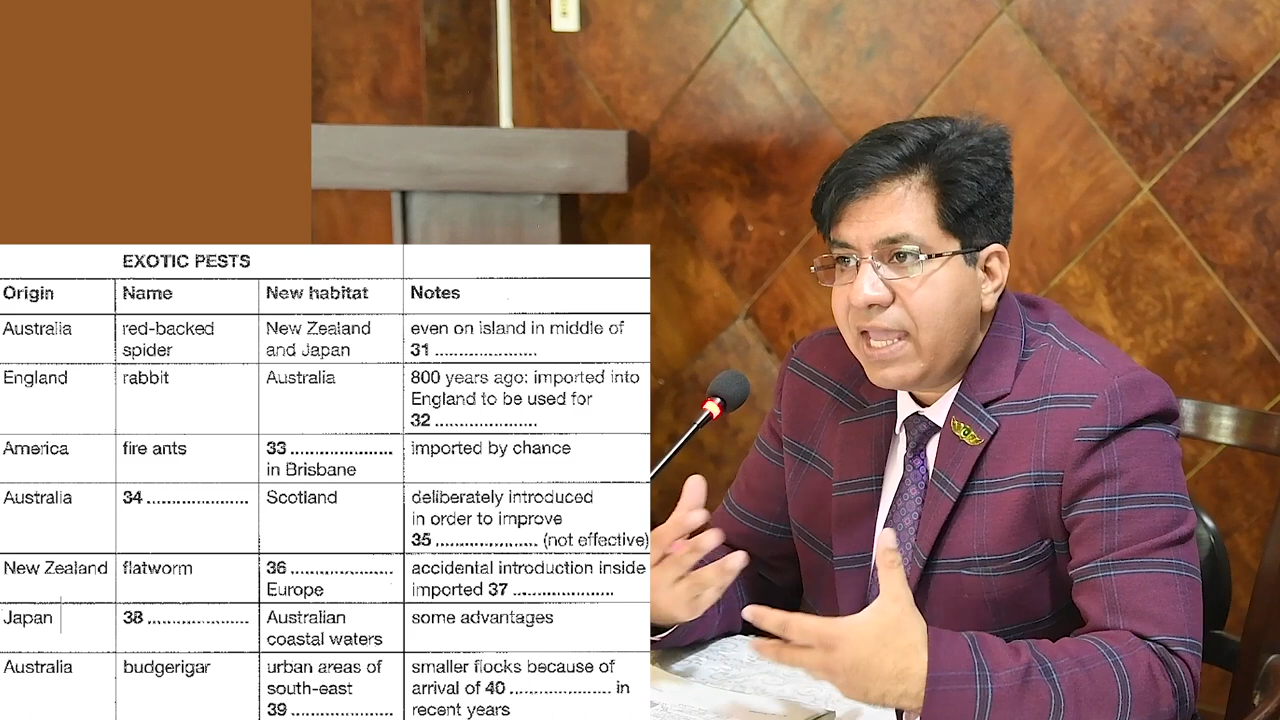 EXOTIC PESTS
Origin Name New habitat Notes
Australia red-backed New Zealand even on island in middle of
spider and Japan 31 .....................
England rabbit Australia 800 years ago: imported into
England to be used for
32 .....................
America fire ants 33 ..................... imported by chance
in Brisbane
Australia 34 ..................... Scotland deliberately introduced
in order to improve
35 ..................... (not effective)
New Zealand flatworm 36 ..................... accidental introduction inside
Europe imported 37 .....................
Japan 38 ..................... Australian some advantages
coastal waters
Australia budgerigar urban areas of smaller flocks because of
south-east arrival of 40 ..................... in
39 ..................... recent years